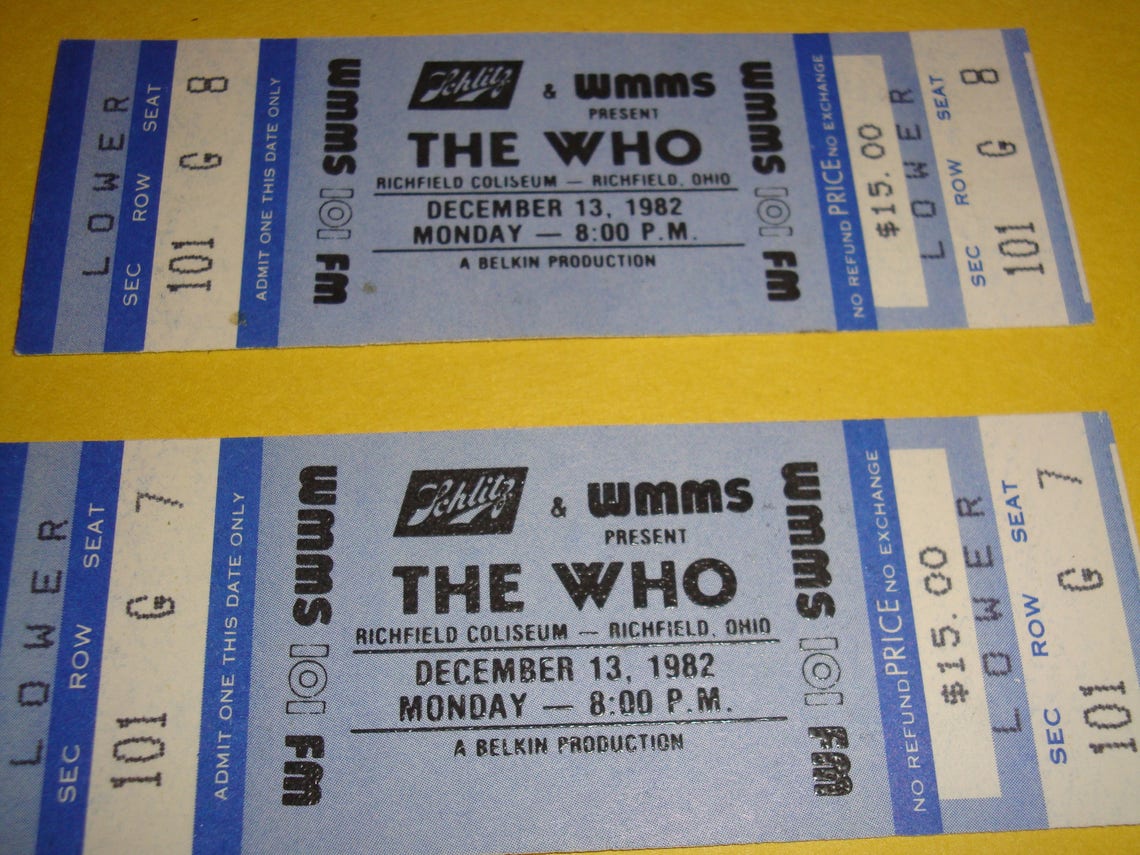 LOWER
SEC ROW SEAT
101 G 8
ADMIT ONE THIS DATE ONLY
WMMS 101 FM
Schlitz & WMMS
PRESENT
THE WHO
RICHFIELD COLISEUM — RICHFIELD, OHIO
DECEMBER 13, 1982
MONDAY — 8:00 P.M.
A BELKIN PRODUCTION
WMMS 101 FM
NO REFUND PRICE NO EXCHANGE
$15.00
LOWER
SEC ROW SEAT
101 G 8
LOWER
SEC ROW SEAT
101 G 7
ADMIT ONE THIS DATE ONLY
WMMS 101 FM
Schlitz & WMMS
PRESENT
THE WHO
RICHFIELD COLISEUM — RICHFIELD, OHIO
DECEMBER 13, 1982
MONDAY — 8:00 P.M.
A BELKIN PRODUCTION
WMMS 101 FM
NO REFUND PRICE NO EXCHANGE
$15.00
LOWER
SEC ROW SEAT
101 G 7